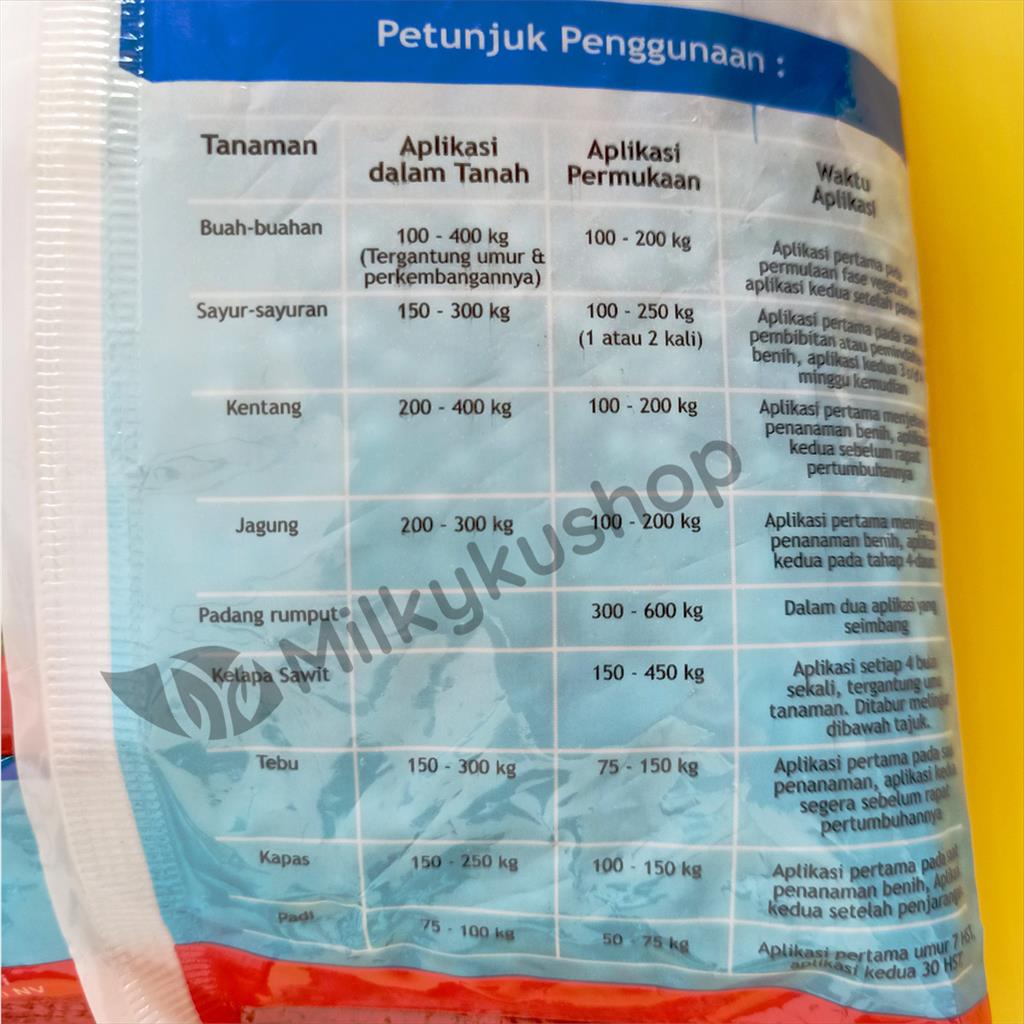 Petunjuk Penggunaan :
Tanaman
Aplikasi
dalam Tanah
Aplikasi
Permukaan
Waktu
Aplikasi
Buah-buahan
100 - 400 kg
(Tergantung umur &
perkembangannya)
100 - 200 kg
Aplikasi pertama
permulaan fase
aplikasi kedua setelah
Sayur-sayuran
150 - 300 kg
100 - 250 kg
(1 atau 2 kali)
Aplikasi pertama pada
pembibitan atau
benih, aplikasi kedua 3
minggu kemudian
Kentang
200 - 400 kg
100 - 200 kg
Aplikasi pertama
penanaman benih,
kedua sebelum rapat
pertumbuhannya
Jagung
200 - 300 kg
100 - 200 kg
Aplikasi pertama
penanaman benih,
kedua pada tahap
Padang rumput
300 - 600 kg
Dalam dua aplikasi yang
seimbang
Kelapa Sawit
150 - 450 kg
Aplikasi setiap 4
sekali, tergantung
tanaman. Ditabur
dibawah tajuk.
Tebu
150 - 300 kg
75 - 150 kg
Aplikasi pertama pada
penanaman, aplikasi
segera sebelum rapat
pertumbuhannya
Kapas
150 - 250 kg
100 - 150 kg
Aplikasi pertama pada
penanaman benih,
kedua setelah
Padi
75 - 100 kg
50 - 75 kg
Aplikasi pertama umur 7 HST,
aplikasi kedua 30 HST
Milkykushop